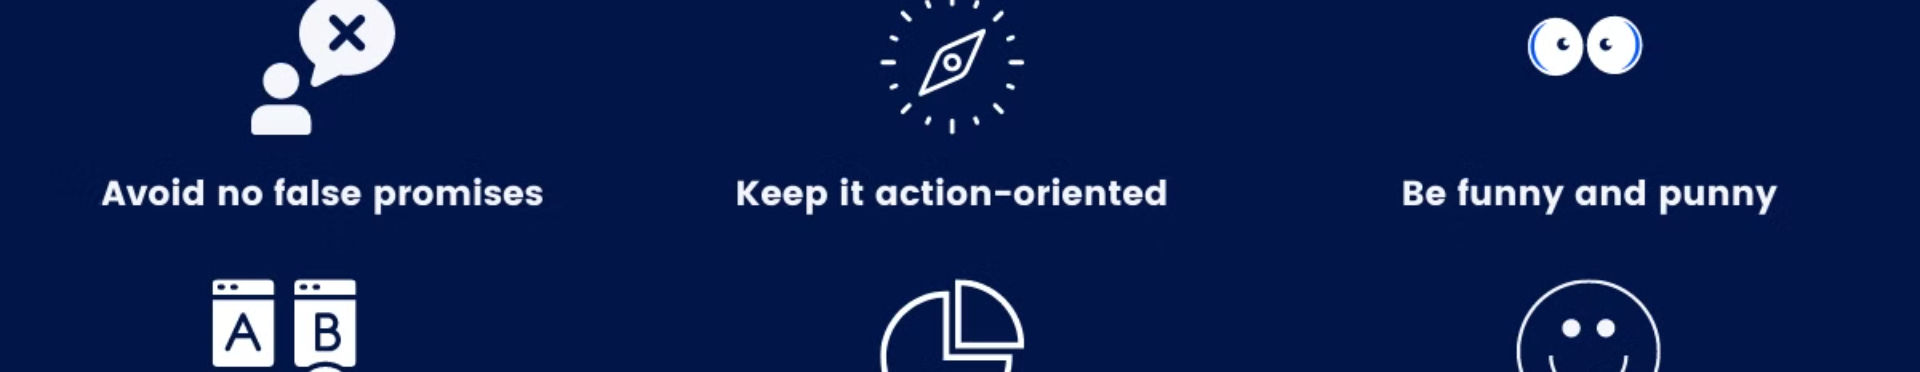 Avoid no false promises
Keep it action-oriented
Be funny and punny
A B